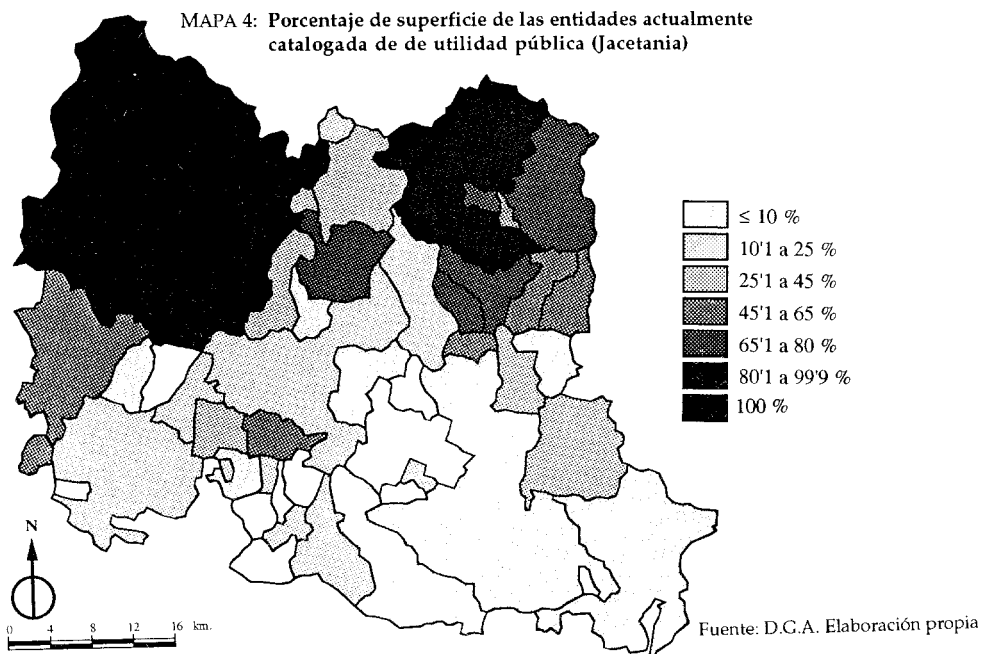 MAPA 4: Porcentaje de superficie de las entidades actualmente
catalogada de de utilidad pública (Jacetania)
≤ 10 %
10'1 a 25 %
25'1 a 45 %
45'1 a 65 %
65'1 a 80 %
80'1 a 99'9 %
100 %
N
0 4 8 12 16 km.
Fuente: D.G.A. Elaboración propia